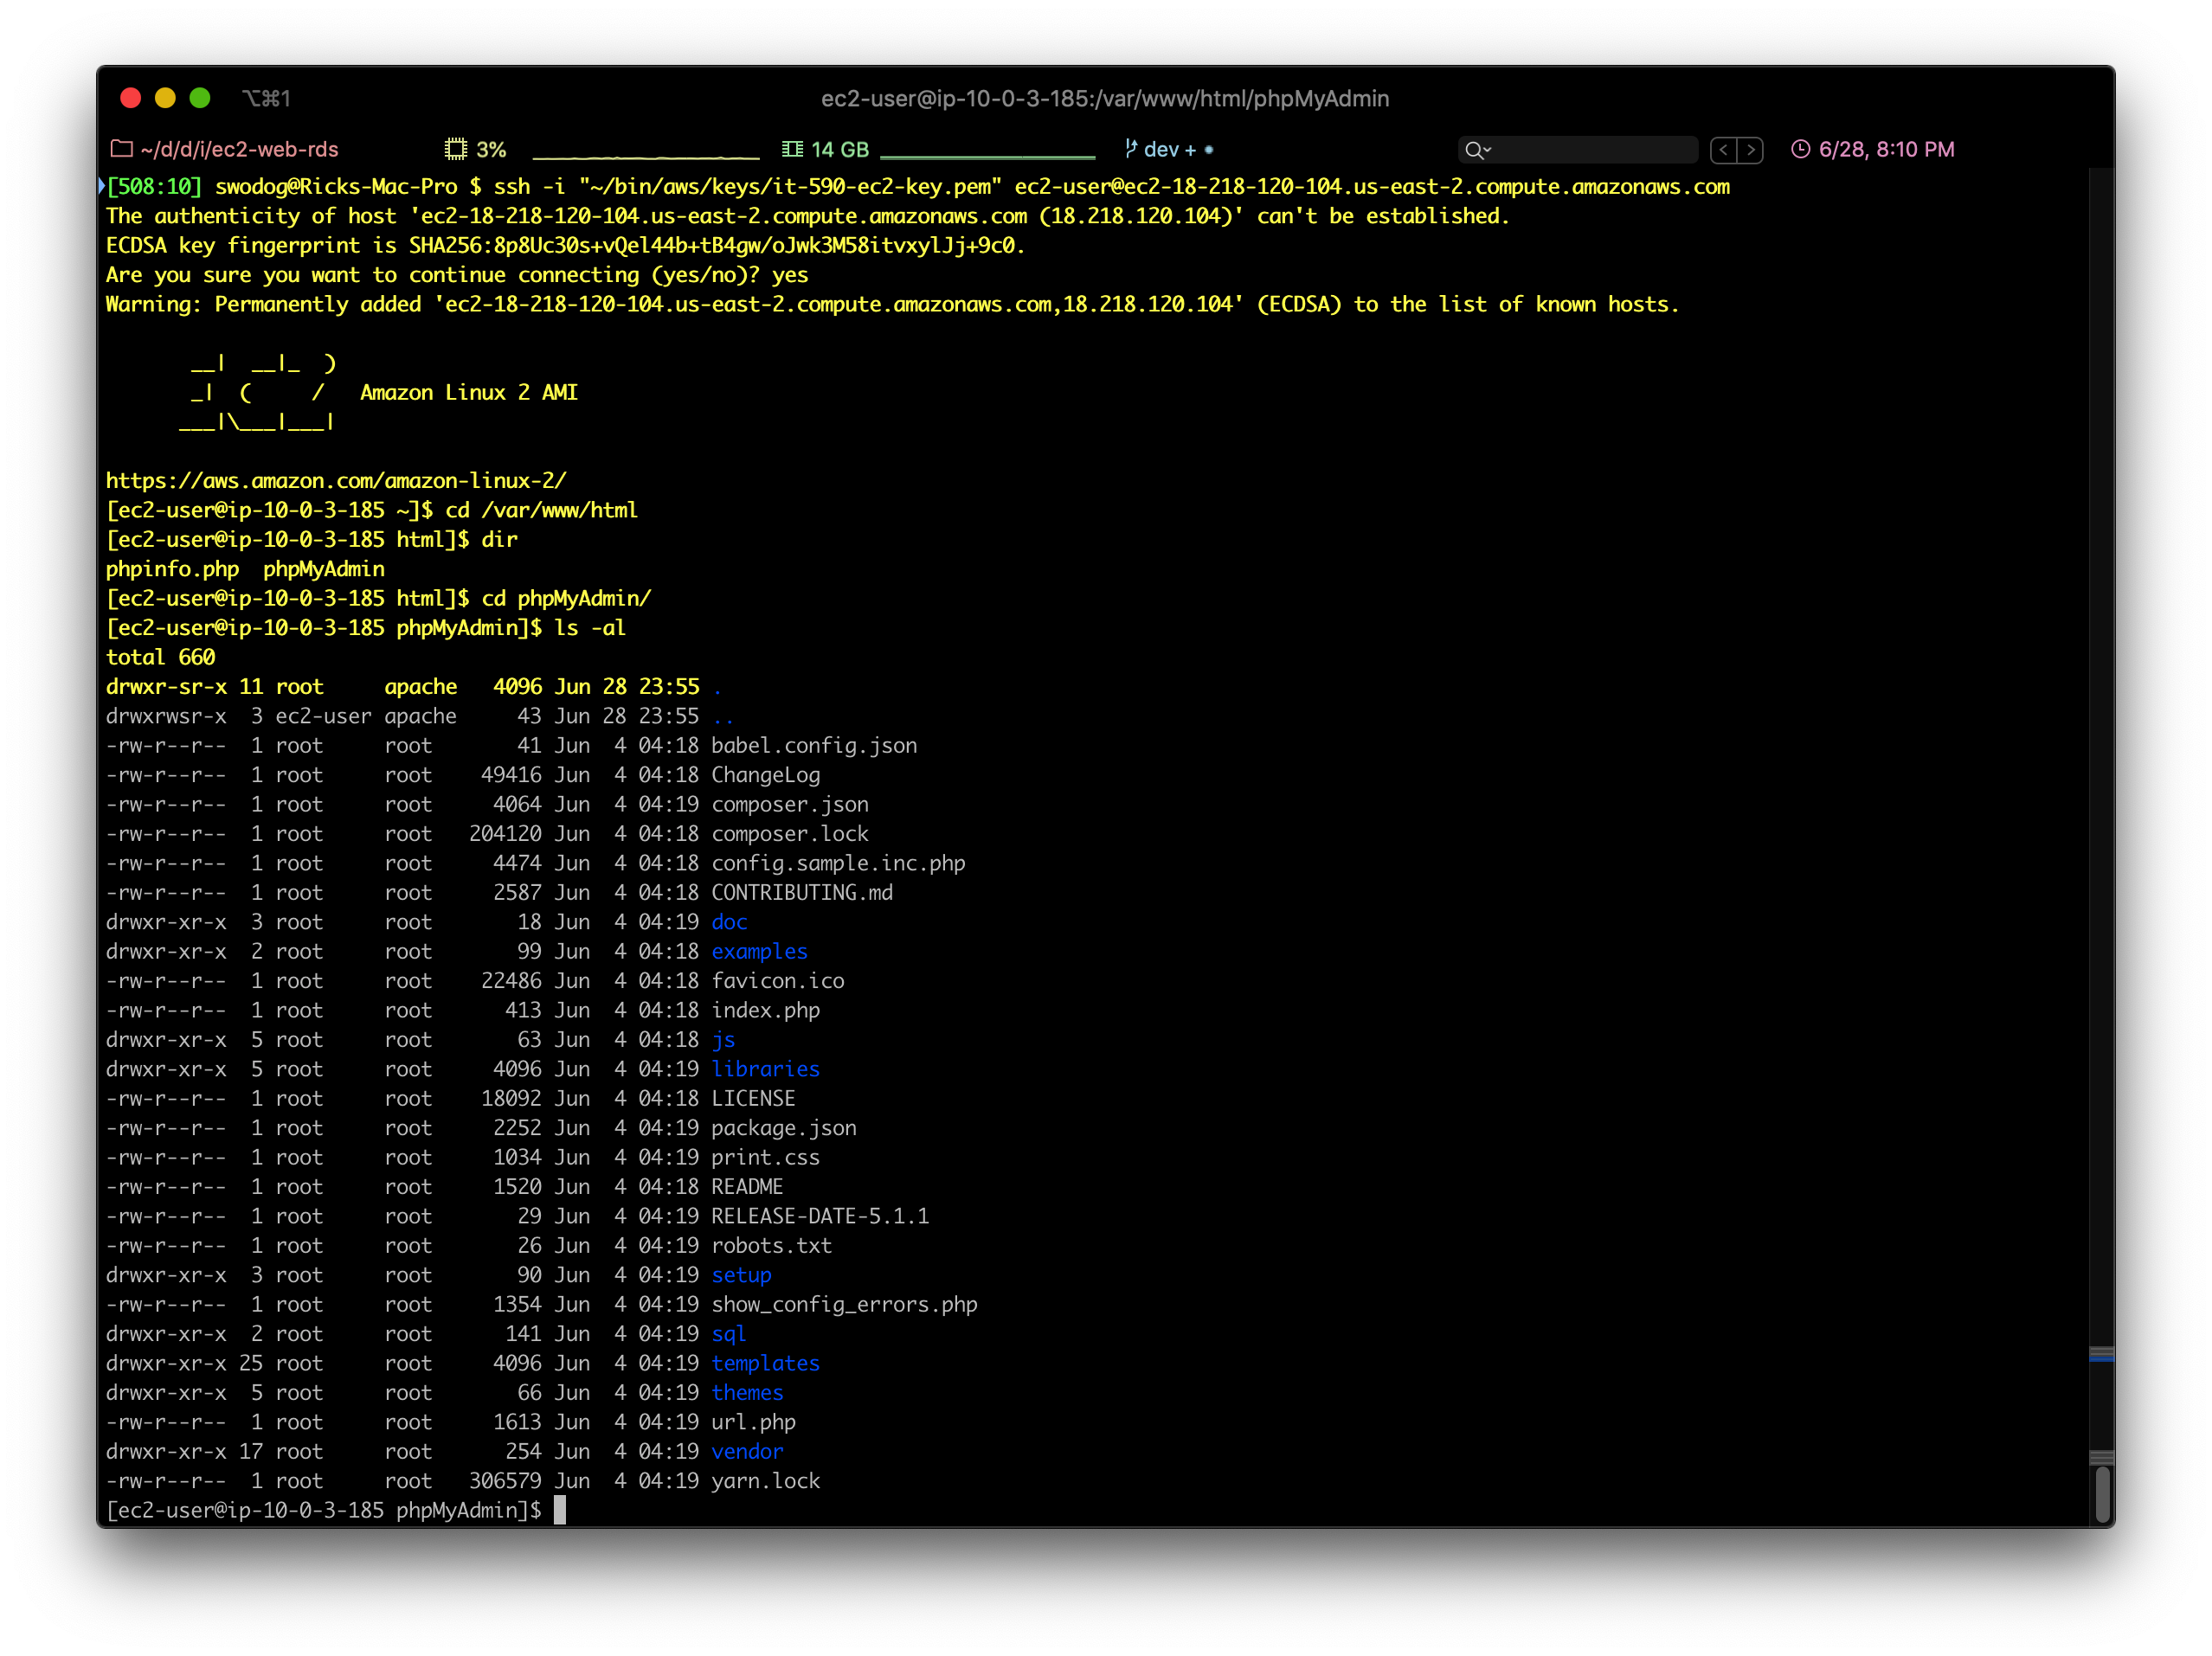 ⌥⌘1 ec2-user@ip-10-0-3-185:/var/www/html/phpMyAdmin
~/d/d/i/ec2-web-rds 3% 14 GB dev + • 6/28, 8:10 PM
[508:10] swodog@Ricks-Mac-Pro $ ssh -i "~/bin/aws/keys/it-590-ec2-key.pem" ec2-user@ec2-18-218-120-104.us-east-2.compute.amazonaws.com
The authenticity of host 'ec2-18-218-120-104.us-east-2.compute.amazonaws.com (18.218.120.104)' can't be established.
ECDSA key fingerprint is SHA256:8p8Uc30s+vQel44b+tB4gw/oJwk3M58itvxylJj+9c0.
Are you sure you want to continue connecting (yes/no)? yes
Warning: Permanently added 'ec2-18-218-120-104.us-east-2.compute.amazonaws.com,18.218.120.104' (ECDSA) to the list of known hosts.
       __|  __|_  )
       _|  (     /   Amazon Linux 2 AMI
      ___|\___|___|
https://aws.amazon.com/amazon-linux-2/
[ec2-user@ip-10-0-3-185 ~]$ cd /var/www/html
[ec2-user@ip-10-0-3-185 html]$ dir
phpinfo.php  phpMyAdmin
[ec2-user@ip-10-0-3-185 html]$ cd phpMyAdmin/
[ec2-user@ip-10-0-3-185 phpMyAdmin]$ ls -al
total 660
drwxr-sr-x 11 root     apache   4096 Jun 28 23:55 .
drwxrwsr-x  3 ec2-user apache     43 Jun 28 23:55 ..
-rw-r--r--  1 root     root       41 Jun  4 04:18 babel.config.json
-rw-r--r--  1 root     root    49416 Jun  4 04:18 ChangeLog
-rw-r--r--  1 root     root     4064 Jun  4 04:19 composer.json
-rw-r--r--  1 root     root   204120 Jun  4 04:18 composer.lock
-rw-r--r--  1 root     root     4474 Jun  4 04:18 config.sample.inc.php
-rw-r--r--  1 root     root     2587 Jun  4 04:18 CONTRIBUTING.md
drwxr-xr-x  3 root     root       18 Jun  4 04:19 doc
drwxr-xr-x  2 root     root       99 Jun  4 04:18 examples
-rw-r--r--  1 root     root    22486 Jun  4 04:18 favicon.ico
-rw-r--r--  1 root     root      413 Jun  4 04:18 index.php
drwxr-xr-x  5 root     root       63 Jun  4 04:18 js
drwxr-xr-x  5 root     root     4096 Jun  4 04:19 libraries
-rw-r--r--  1 root     root    18092 Jun  4 04:18 LICENSE
-rw-r--r--  1 root     root     2252 Jun  4 04:19 package.json
-rw-r--r--  1 root     root     1034 Jun  4 04:19 print.css
-rw-r--r--  1 root     root     1520 Jun  4 04:18 README
-rw-r--r--  1 root     root       29 Jun  4 04:19 RELEASE-DATE-5.1.1
-rw-r--r--  1 root     root       26 Jun  4 04:19 robots.txt
drwxr-xr-x  3 root     root       90 Jun  4 04:19 setup
-rw-r--r--  1 root     root     1354 Jun  4 04:19 show_config_errors.php
drwxr-xr-x  2 root     root      141 Jun  4 04:19 sql
drwxr-xr-x 25 root     root     4096 Jun  4 04:19 templates
drwxr-xr-x  5 root     root       66 Jun  4 04:19 themes
-rw-r--r--  1 root     root     1613 Jun  4 04:19 url.php
drwxr-xr-x 17 root     root      254 Jun  4 04:19 vendor
-rw-r--r--  1 root     root   306579 Jun  4 04:19 yarn.lock
[ec2-user@ip-10-0-3-185 phpMyAdmin]$